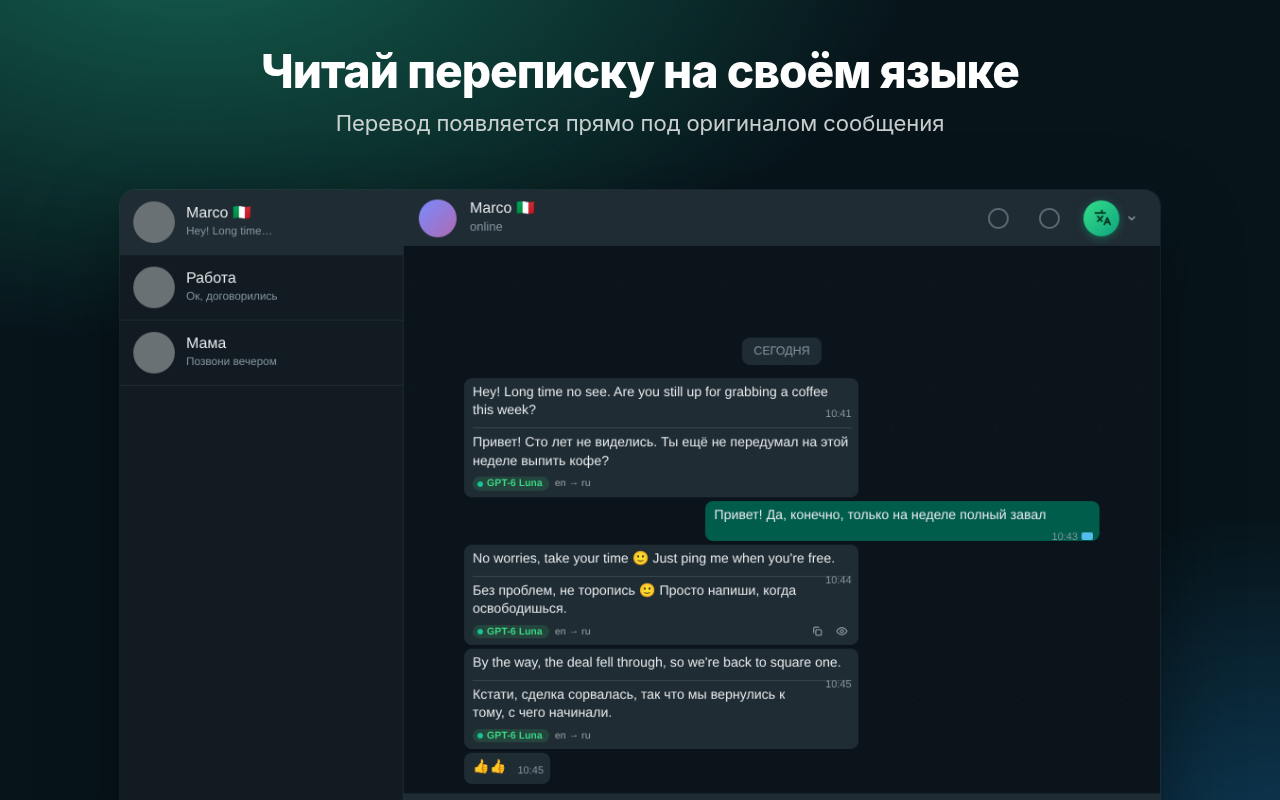 Читай переписку на своём языке
Перевод появляется прямо под оригиналом сообщения
Marco 🇮🇹
Hey! Long time…
Работа
Ок, договорились
Мама
Позвони вечером
Marco 🇮🇹
online
СЕГОДНЯ
Hey! Long time no see. Are you still up for grabbing a coffee
this week?
10:41
Привет! Сто лет не виделись. Ты ещё не передумал на этой
неделе выпить кофе?
GPT-6 Luna en → ru
Привет! Да, конечно, только на неделе полный завал
10:43
No worries, take your time 🙂 Just ping me when you're free.
10:44
Без проблем, не торопись 🙂 Просто напиши, когда
освободишься.
GPT-6 Luna en → ru
By the way, the deal fell through, so we're back to square one.
10:45
Кстати, сделка сорвалась, так что мы вернулись к
тому, с чего начинали.
GPT-6 Luna en → ru
👍👍 10:45